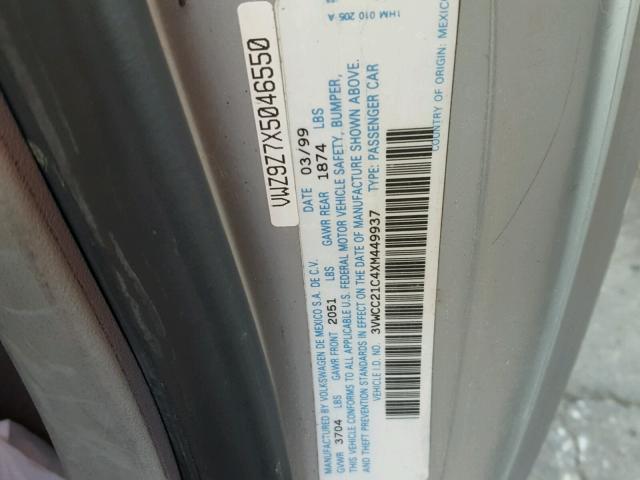 VWZ9Z7X5046550
1HM 010 205 A
MANUFACTURED BY VOLKSWAGEN DE MEXICO S.A. DE C.V. DATE 03/99
GVWR 3704 LBS GAWR FRONT 2051 LBS GAWR REAR 1874 LBS
THIS VEHICLE CONFORMS TO ALL APPLICABLE U.S. FEDERAL MOTOR VEHICLE SAFETY, BUMPER,
AND THEFT PREVENTION STANDARDS IN EFFECT ON THE DATE OF MANUFACTURE SHOWN ABOVE.
VEHICLE I.D. NO. 3VWCC21C4XM449937 TYPE: PASSENGER CAR
COUNTRY OF ORIGIN: MEXICO